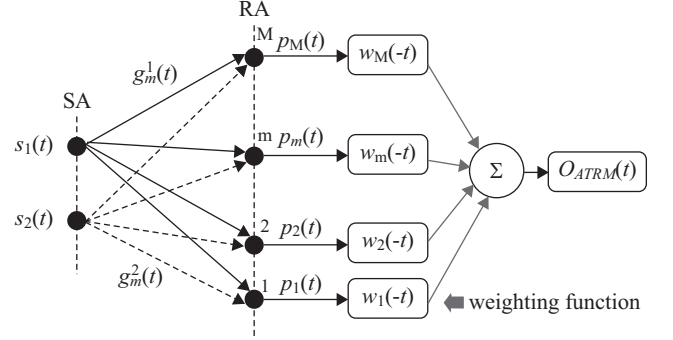 RA
M p_M(t) w_M(-t)
g_m^1(t)
SA
s_1(t)
m p_m(t) w_m(-t) Σ O_ATRM(t)
s_2(t)
2 p_2(t) w_2(-t)
g_m^2(t)
1 p_1(t) w_1(-t) weighting function